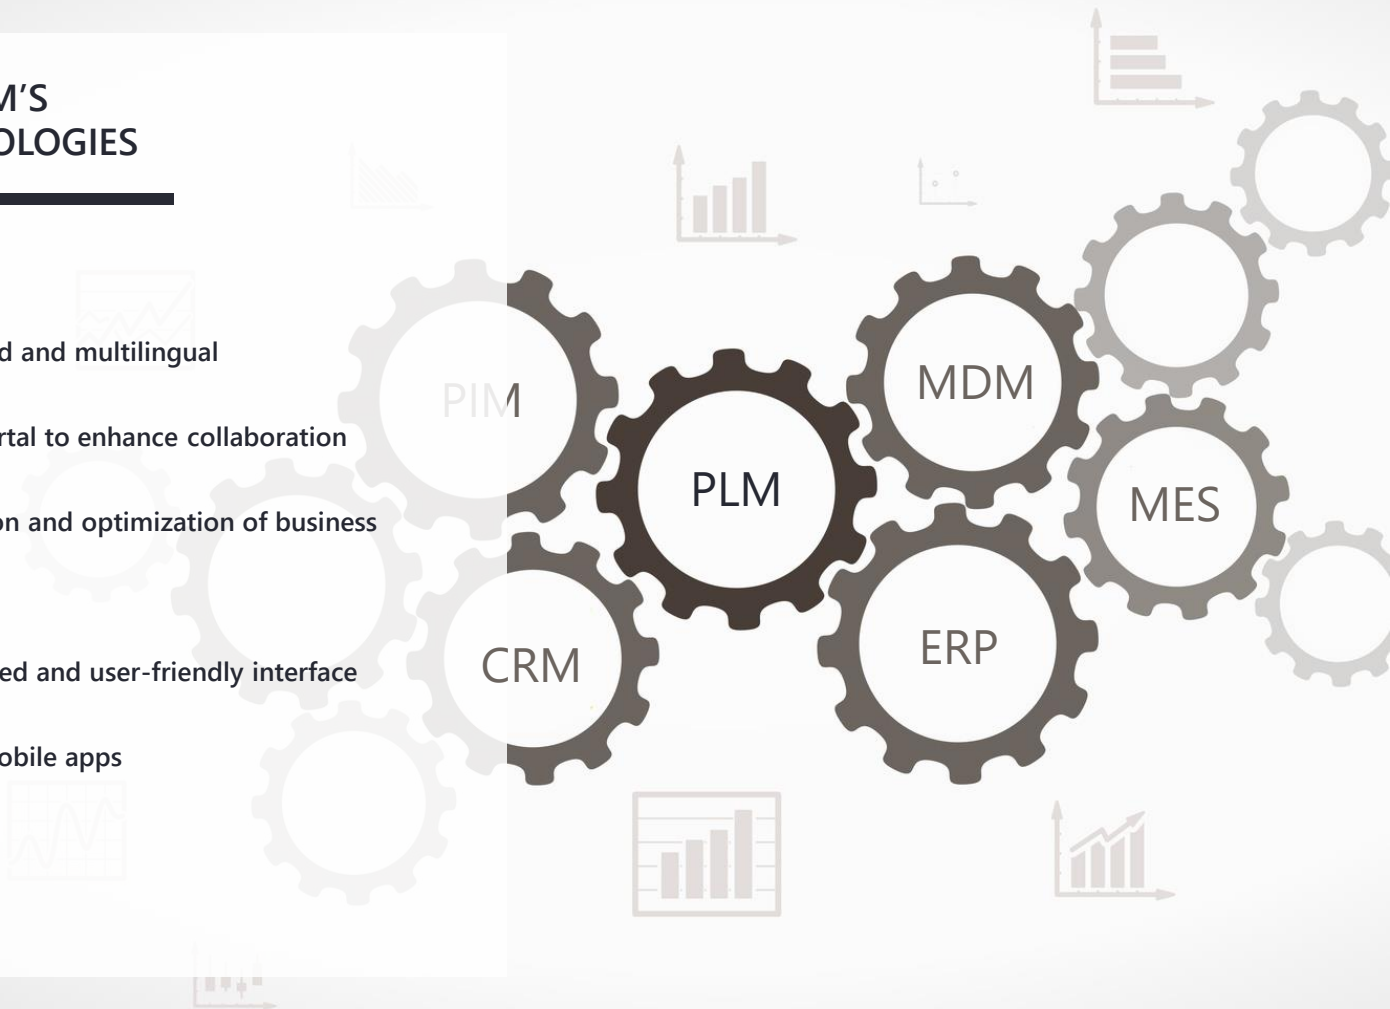 M'S
OLOGIES
d and multilingual
rtal to enhance collaboration
on and optimization of business
ed and user-friendly interface
obile apps
PIM
PLM
MDM
MES
CRM
ERP